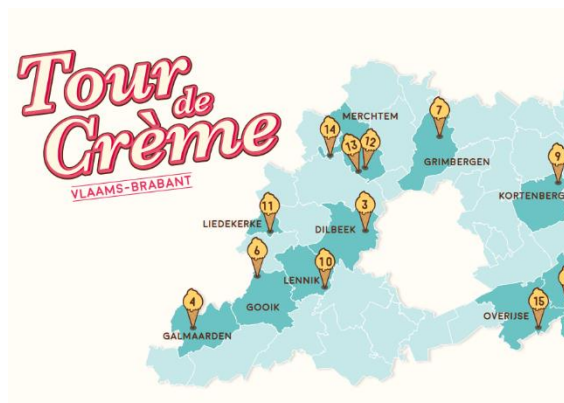 Tour
de
Crème
VLAAMS-BRABANT
7
MERCHTEM
14
13
12
GRIMBERGEN
9
KORTENBERG
11
LIEDEKERKE
3
DILBEEK
6
10
LENNIK
4
GOOIK
GALMAARDEN
15
OVERIJSE